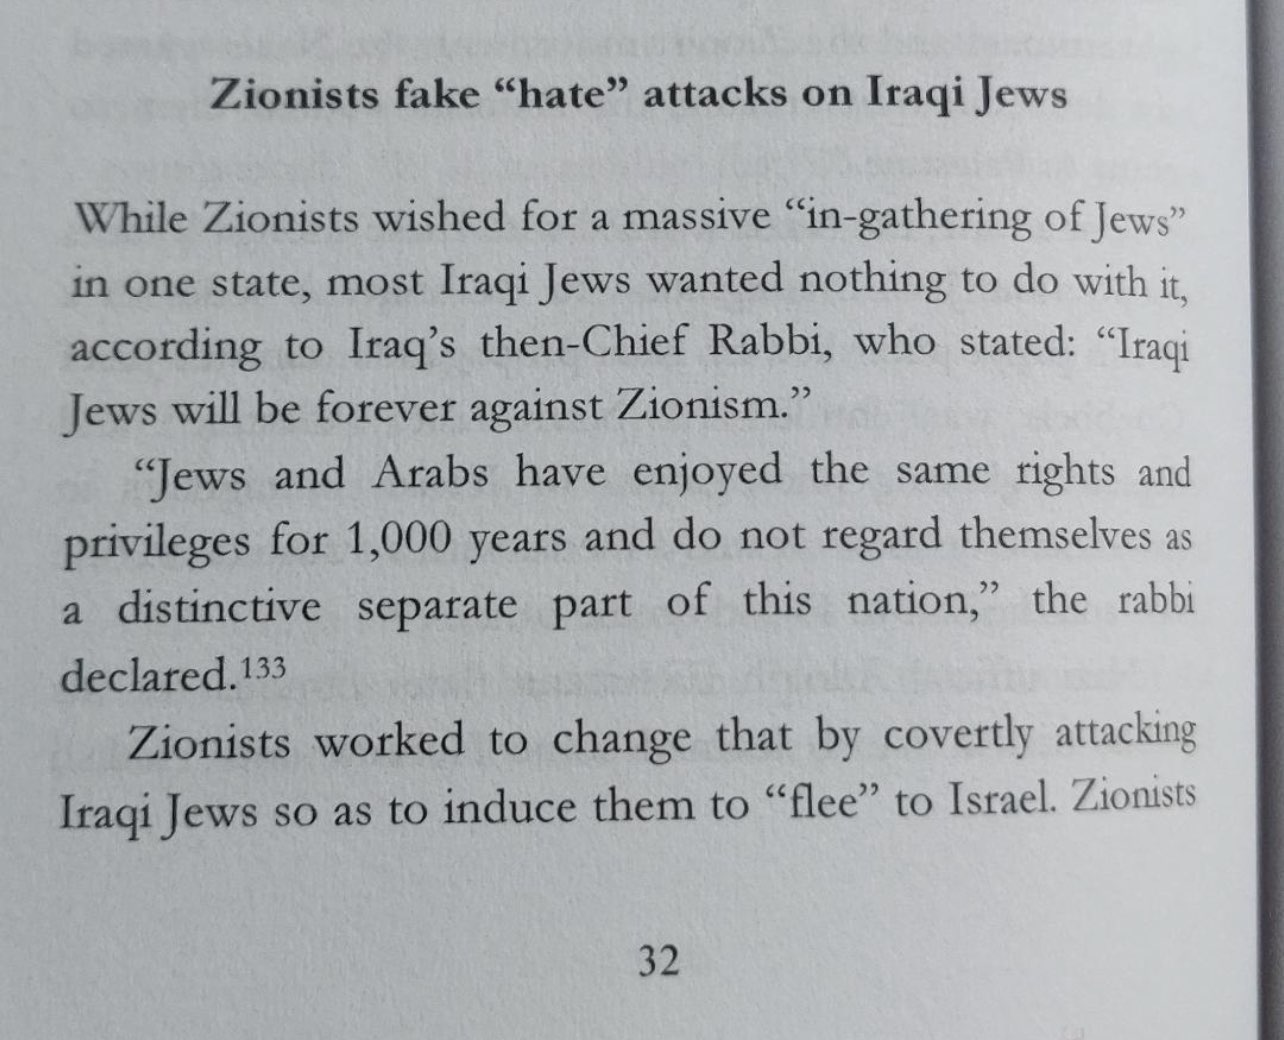 Zionists fake “hate” attacks on Iraqi Jews
While Zionists wished for a massive “in-gathering of Jews”
in one state, most Iraqi Jews wanted nothing to do with it,
according to Iraq’s then-Chief Rabbi, who stated: “Iraqi
Jews will be forever against Zionism.”
“Jews and Arabs have enjoyed the same rights and
privileges for 1,000 years and do not regard themselves as
a distinctive separate part of this nation,” the rabbi
declared.133
Zionists worked to change that by covertly attacking
Iraqi Jews so as to induce them to “flee” to Israel. Zionists
32